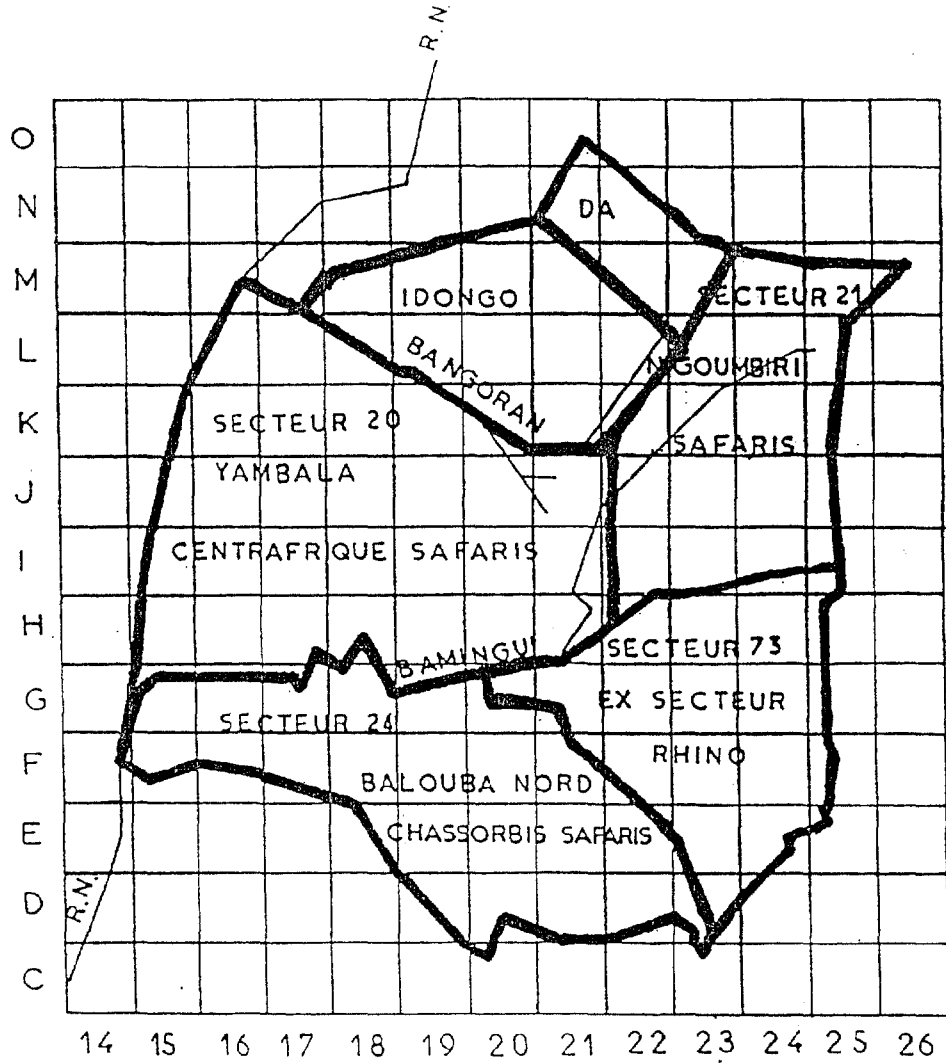 R.N.
O
N
M
L
K
J
I
H
G
F
E
D
C
DA
IDONGO
SECTEUR 21
BANGORAN
N'GOUMBIRI
SECTEUR 20
SAFARIS
YAMBALA
CENTRAFRIQUE SAFARIS
BAMINGUI
SECTEUR 73
EX SECTEUR
RHINO
SECTEUR 24
BALOUBA NORD
CHASSORBIS SAFARIS
R.N.
14 15 16 17 18 19 20 21 22 23 24 25 26